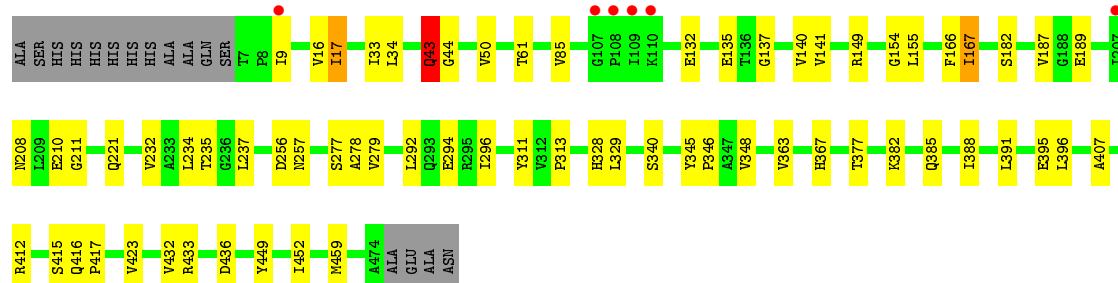 ALA SER HIS HIS HIS HIS HIS HIS ALA ALA GLN SER T7 P8 I9 V16 I17 I33 L34 Q43 G44 V50 T61 V85 G107 P108 I109 K110 E132 E135 T136 G137 V140 V141 R149 G154 L155 F166 I167 S182 V187 G188 E189 I207
N208 L209 E210 G211 Q221 V232 A233 L234 T235 G236 L237 D256 N257 S277 A278 V279 L292 Q293 E294 R295 I296 Y311 V312 P313 H328 L329 S340 Y345 P346 A347 V348 V363 H367 T377 K382 Q385 I388 L391 E395 L396 A407
R412 S415 Q416 P417 V423 V432 R433 D436 Y449 I452 M459 A474 ALA GLU ALA ASN